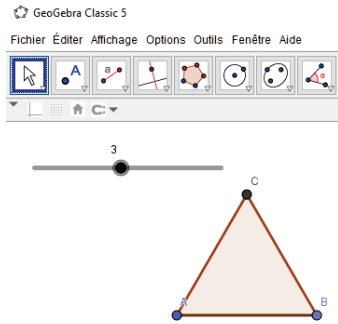 GeoGebra Classic 5
Fichier Éditer Affichage Options Outils Fenêtre Aide
A a α
3
C
A B